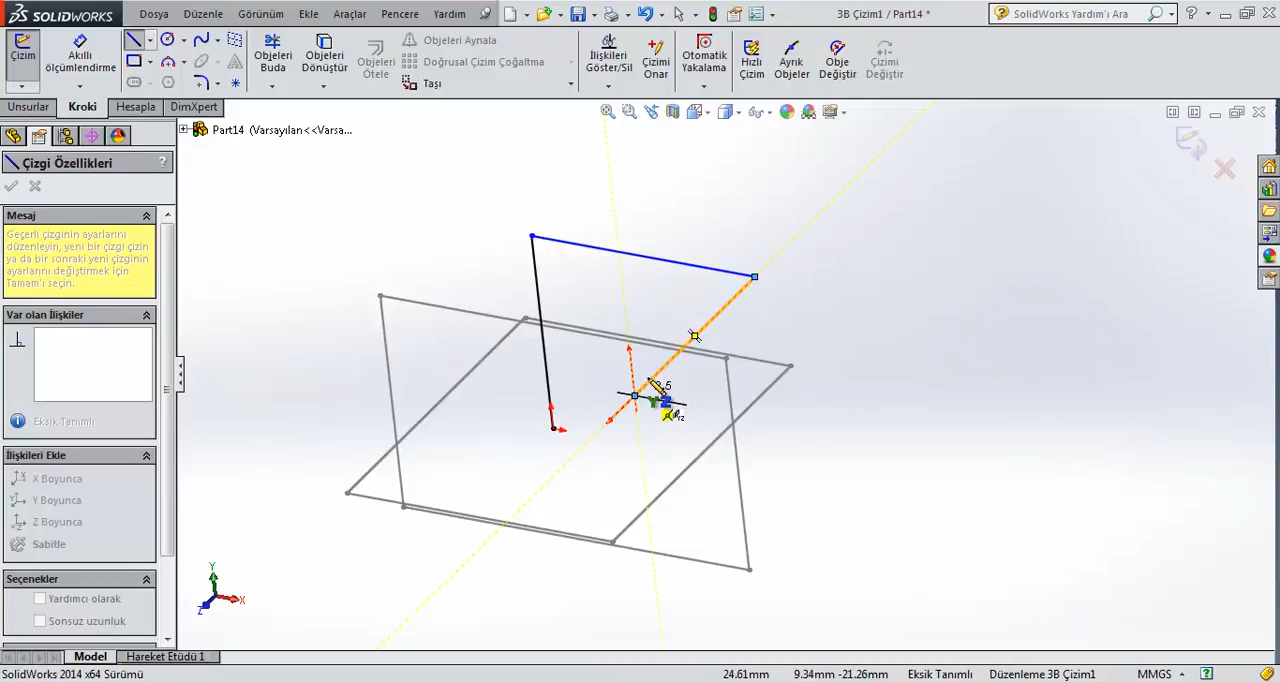 SOLIDWORKS
Dosya Düzenle Görünüm Ekle Araçlar Pencere Yardım
3B Çizim1 / Part14 *
SolidWorks Yardım'ı Ara
Çizim
Akıllı ölçümlendirme
Objeleri Buda
Objeleri Dönüştür
Objeleri Ötele
Objeleri Aynala
Doğrusal Çizim Çoğaltma
Taşı
İlişkileri Göster/Sil
Çizimi Onar
Otomatik Yakalama
Hızlı Çizim
Ayrık Objeler
Obje Değiştir
Çizimi Değiştir
Unsurlar Kroki Hesapla DimXpert
Part14 (Varsayılan<<Varsa...
Çizgi Özellikleri ?
Mesaj
Geçerli çizginin ayarlarını
düzenleyin, yeni bir çizgi çizin
ya da bir sonraki yeni çizginin
ayarlarını değiştirmek için
Tamam'ı seçin.
Var olan İlişkiler
Eksik Tanımlı
İlişkileri Ekle
X Boyunca
Y Boyunca
Z Boyunca
Sabitle
Seçenekler
Yardımcı olarak
Sonsuz uzunluk
Y
X
Z
Model Hareket Etüdü 1
SolidWorks 2014 x64 Sürümü
24.61mm 9.34mm -21.26mm Eksik Tanımlı Düzenleme 3B Çizim1 MMGS